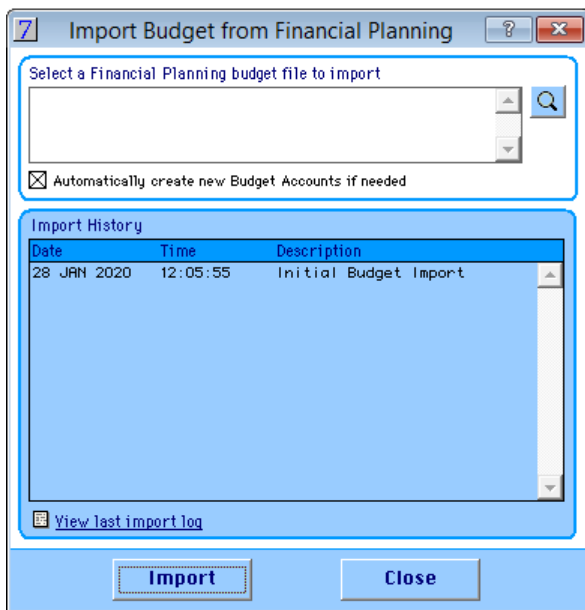 7 Import Budget from Financial Planning ?
Select a Financial Planning budget file to import
Automatically create new Budget Accounts if needed
Import History
Date Time Description
28 JAN 2020 12:05:55 Initial Budget Import
View last import log
Import Close